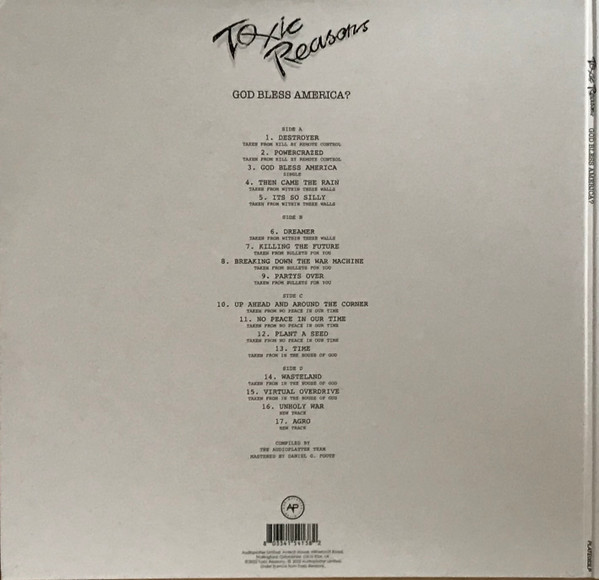 Toxic
Reasons
GOD BLESS AMERICA?
SIDE A
1. DESTROYER
TAKEN FROM KILL BY REMOTE CONTROL
2. POWERCRAZED
TAKEN FROM KILL BY REMOTE CONTROL
3. GOD BLESS AMERICA
SINGLE
4. THEN CAME THE RAIN
TAKEN FROM WITHIN THESE WALLS
5. ITS SO SILLY
TAKEN FROM WITHIN THESE WALLS
SIDE B
6. DREAMER
TAKEN FROM WITHIN THESE WALLS
7. KILLING THE FUTURE
TAKEN FROM BULLETS FOR YOU
8. BREAKING DOWN THE WAR MACHINE
TAKEN FROM BULLETS FOR YOU
9. PARTYS OVER
TAKEN FROM BULLETS FOR YOU
SIDE C
10. UP AHEAD AND AROUND THE CORNER
TAKEN FROM NO PEACE IN OUR TIME
11. NO PEACE IN OUR TIME
TAKEN FROM NO PEACE IN OUR TIME
12. PLANT A SEED
TAKEN FROM NO PEACE IN OUR TIME
13. TIME
TAKEN FROM IN THE HOUSE OF GOD
SIDE D
14. WASTELAND
TAKEN FROM IN THE HOUSE OF GOD
15. VIRTUAL OVERDRIVE
TAKEN FROM IN THE HOUSE OF GOD
16. UNHOLY WAR
NEW TRACK
17. AGRO
NEW TRACK
COMPILED BY
THE AUDIOPLATTER TEAM
MASTERED BY DANIEL
AP
Toxic Reasons GOD BLESS AMERICA?